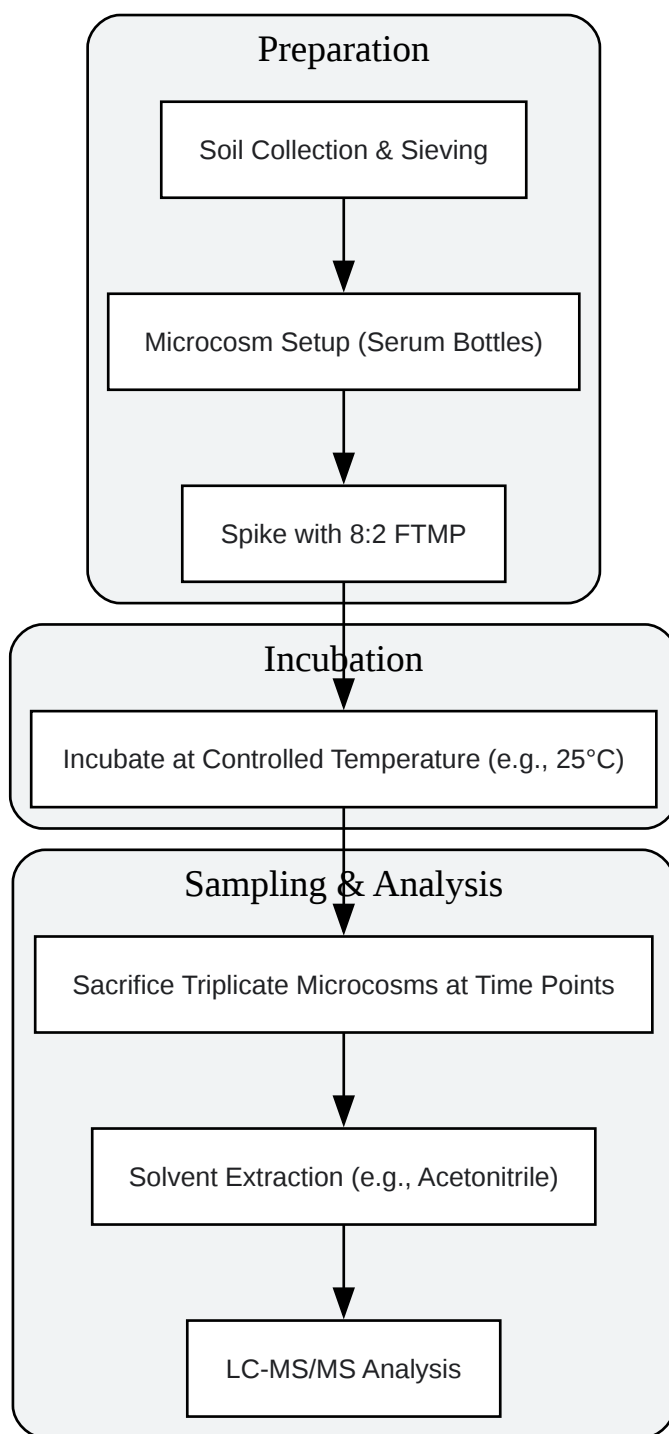 Preparation
Soil Collection & Sieving
Microcosm Setup (Serum Bottles)
Spike with 8:2 FTMP
Incubation
Incubate at Controlled Temperature (e.g., 25°C)
Sampling & Analysis
Sacrifice Triplicate Microcosms at Time Points
Solvent Extraction (e.g., Acetonitrile)
LC-MS/MS Analysis